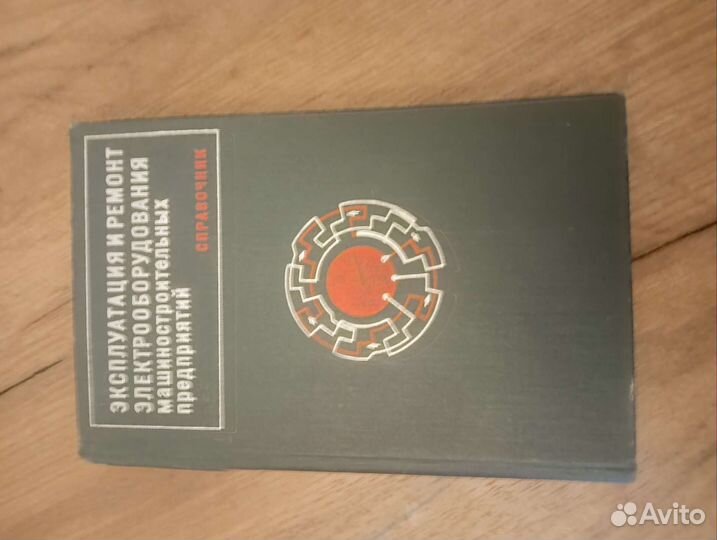 ЭКСПЛУАТАЦИЯ И РЕМОНТ
ЭЛЕКТРООБОРУДОВАНИЯ
машиностроительных
предприятий
СПРАВОЧНИК
Avito